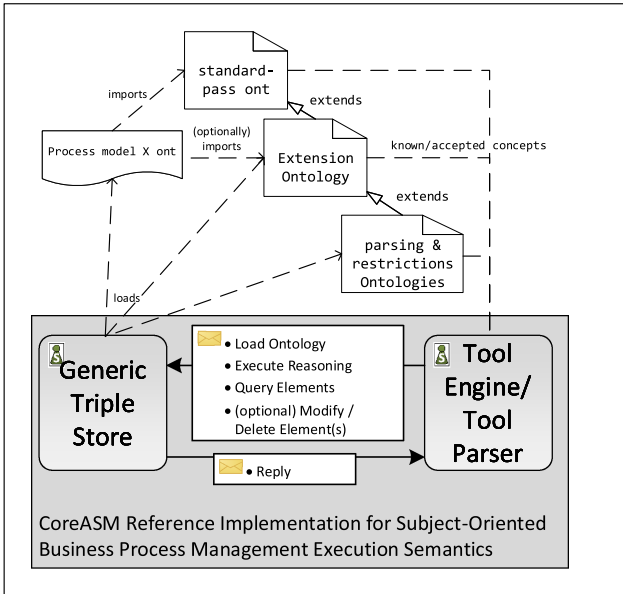 standard-
pass ont
imports
extends
Process model X ont
(optionally)
imports
Extension
Ontology
known/accepted concepts
extends
parsing &
restrictions
Ontologies
loads
S
Generic
Triple
Store
• Load Ontology
• Execute Reasoning
• Query Elements
• (optional) Modify /
Delete Element(s)
S
Tool
Engine/
Tool
Parser
• Reply
CoreASM Reference Implementation for Subject-Oriented
Business Process Management Execution Semantics